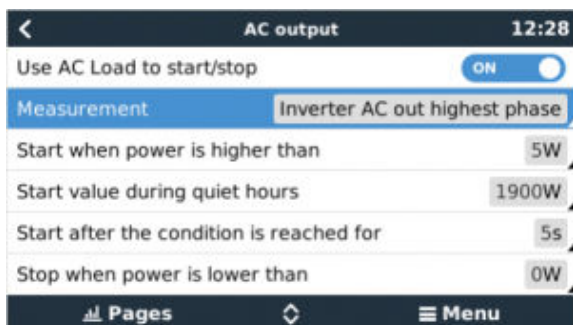 AC output 12:28
Use AC Load to start/stop ON
Measurement Inverter AC out highest phase
Start when power is higher than 5W
Start value during quiet hours 1900W
Start after the condition is reached for 5s
Stop when power is lower than 0W
Pages Menu